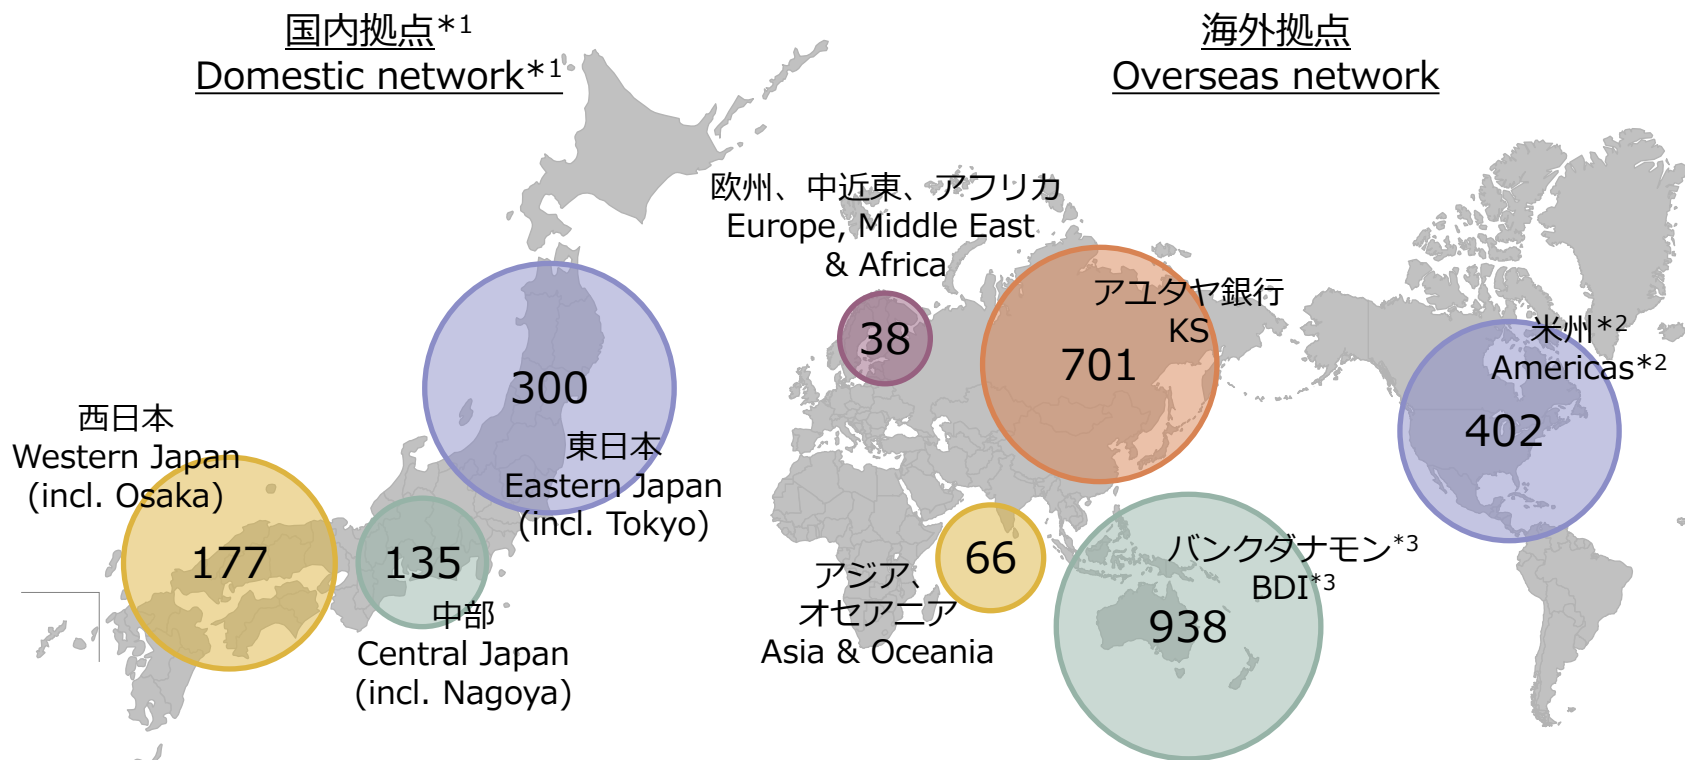 国内拠点*1
Domestic network*1
海外拠点
Overseas network
300
東日本
Eastern Japan
(incl. Tokyo)
西日本
Western Japan
(incl. Osaka)
177
135
中部
Central Japan
(incl. Nagoya)
欧州、中近東、アフリカ
Europe, Middle East
& Africa
38
アユタヤ銀行
KS
701
米州*2
Americas*2
402
66
アジア、
オセアニア
Asia & Oceania
バンクダナモン*3
BDI*3
938